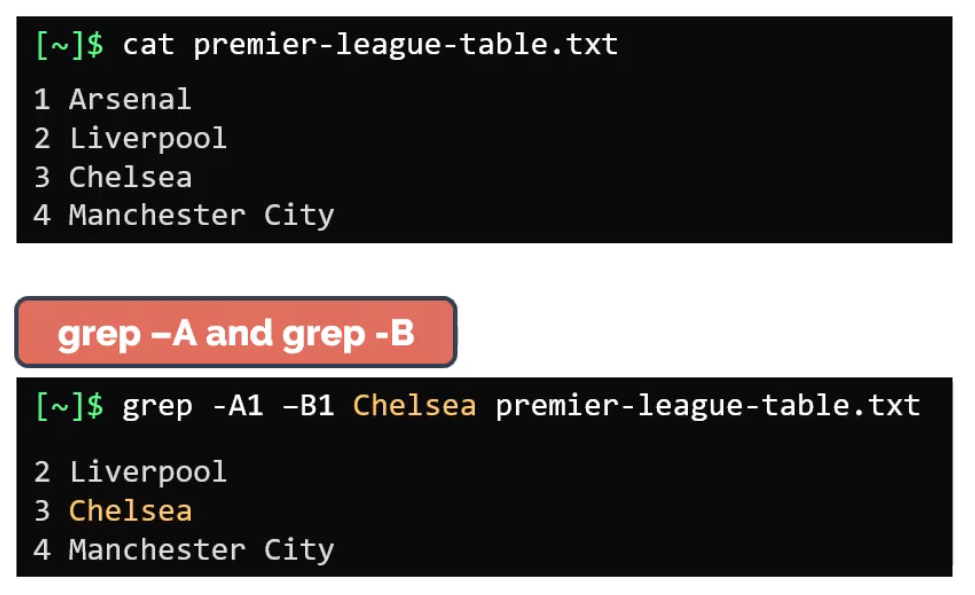 [~]$ cat premier-league-table.txt
1 Arsenal
2 Liverpool
3 Chelsea
4 Manchester City
grep –A and grep -B
[~]$ grep -A1 –B1 Chelsea premier-league-table.txt
2 Liverpool
3 Chelsea
4 Manchester City